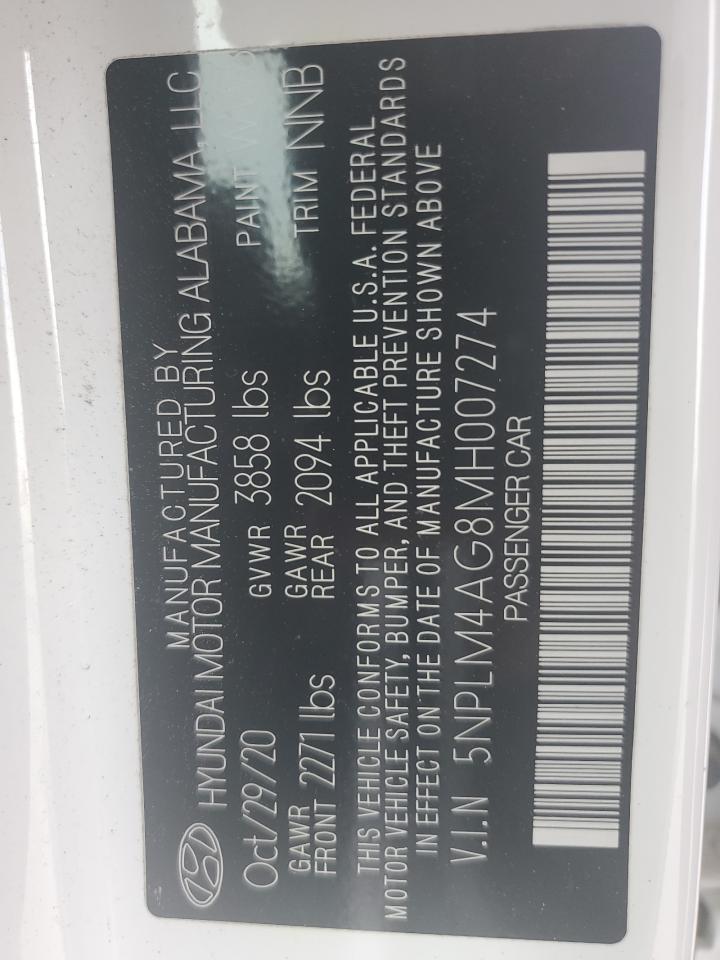 MANUFACTURED BY
HYUNDAI MOTOR MANUFACTURING ALABAMA, LLC
Oct/29/20 GVWR 3858 lbs PAINT
GAWR GAWR
FRONT 2271 lbs REAR 2094 lbs TRIM NNB
THIS VEHICLE CONFORMS TO ALL APPLICABLE U.S.A. FEDERAL
MOTOR VEHICLE SAFETY, BUMPER, AND THEFT PREVENTION STANDARDS
IN EFFECT ON THE DATE OF MANUFACTURE SHOWN ABOVE
V.I.N 5NPLM4AG8MH007274
PASSENGER CAR